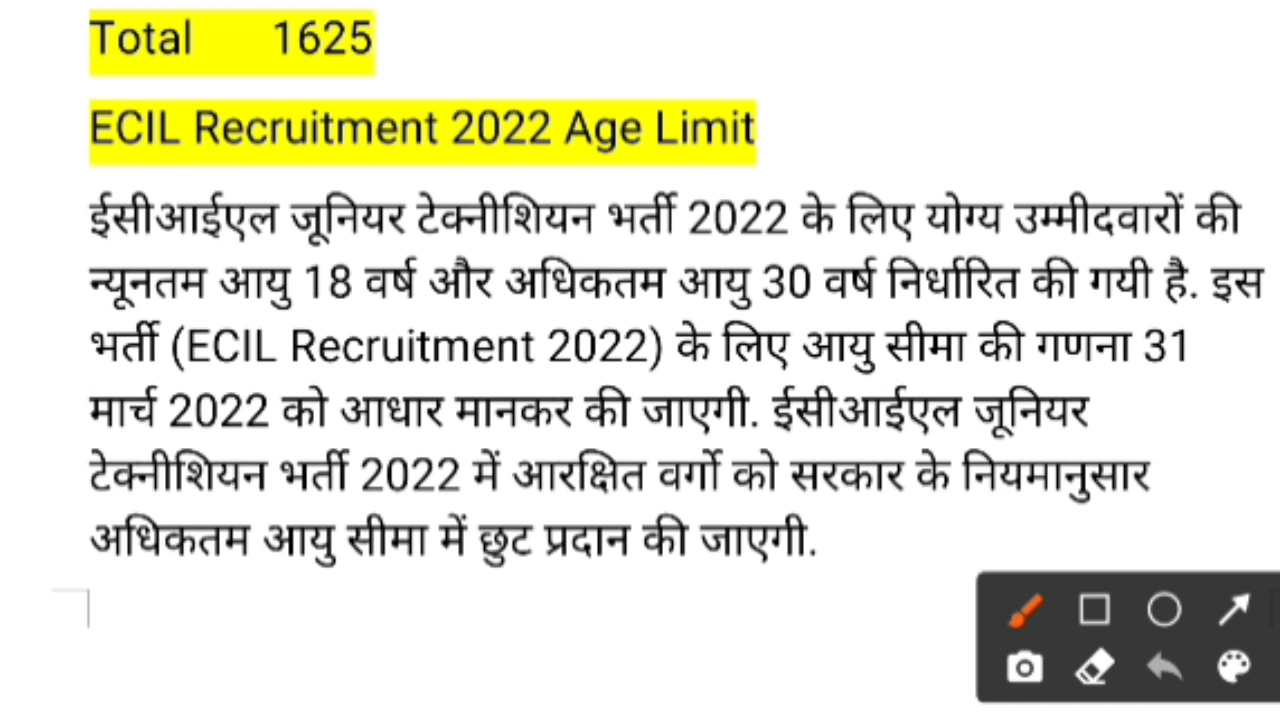 Total 1625
ECIL Recruitment 2022 Age Limit
ईसीआईएल जूनियर टेक्नीशियन भर्ती 2022 के लिए योग्य उम्मीदवारों की
न्यूनतम आयु 18 वर्ष और अधिकतम आयु 30 वर्ष निर्धारित की गयी है. इस
भर्ती (ECIL Recruitment 2022) के लिए आयु सीमा की गणना 31
मार्च 2022 को आधार मानकर की जाएगी. ईसीआईएल जूनियर
टेक्नीशियन भर्ती 2022 में आरक्षित वर्गो को सरकार के नियमानुसार
अधिकतम आयु सीमा में छुट प्रदान की जाएगी.